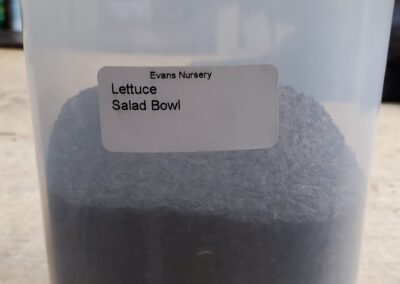 Evans Nursery
Lettuce
Salad Bowl